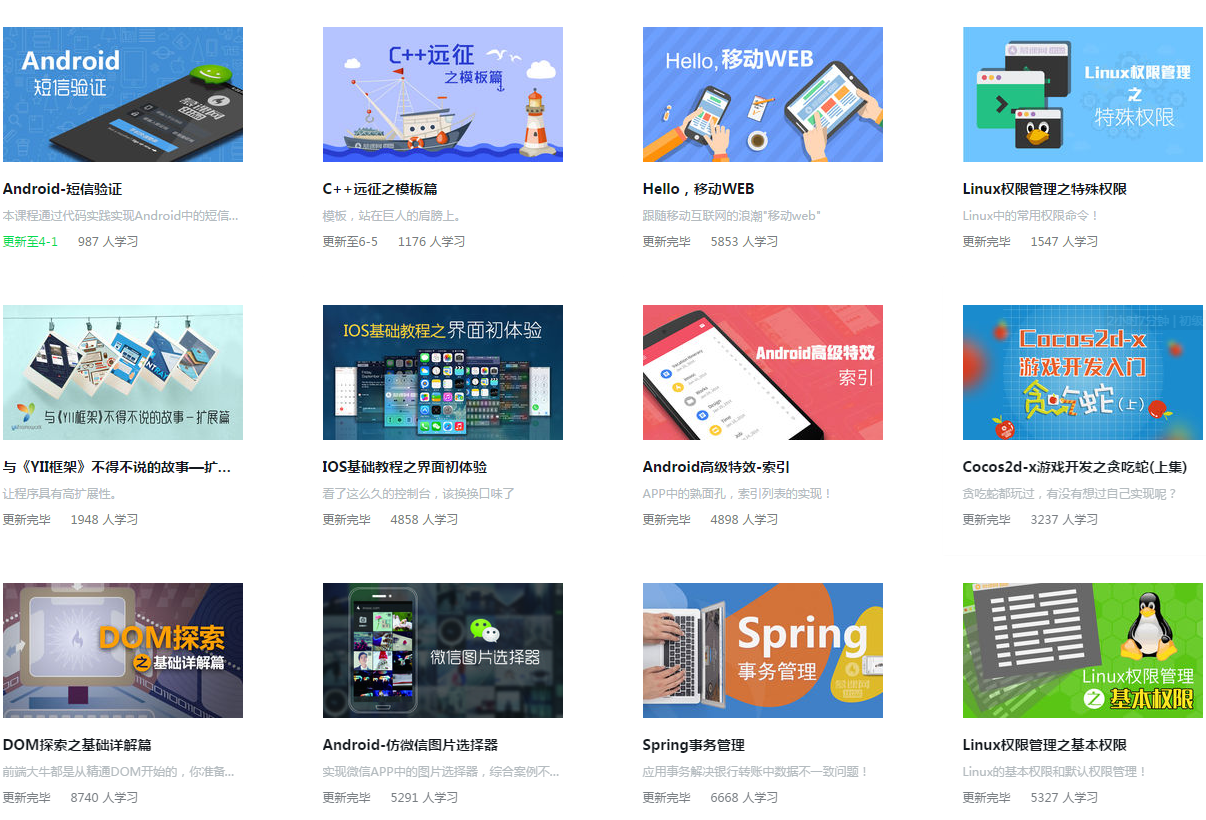 Android
短信验证
慕课网
C++远征
之模板篇
慕课网
Hello,移动WEB
慕课网
Linux权限管理
之
特殊权限
Android-短信验证
C++远征之模板篇
Hello，移动WEB
Linux权限管理之特殊权限
本课程通过代码实践实现Android中的短信...
模板，站在巨人的肩膀上。
跟随移动互联网的浪潮"移动web"
Linux中的常用权限命令！
更新至4-1 987 人学习
更新至6-5 1176 人学习
更新完毕 5853 人学习
更新完毕 1547 人学习
与《YII框架》不得不说的故事－扩展篇
IOS基础教程之界面初体验
Android高级特效
索引
Cocos2d-x
游戏开发入门
贪吃蛇(上)
与《YII框架》不得不说的故事—扩...
IOS基础教程之界面初体验
Android高级特效-索引
Cocos2d-x游戏开发之贪吃蛇(上集)
让程序具有高扩展性。
看了这么久的控制台，该换换口味了
APP中的熟面孔，索引列表的实现！
贪吃蛇都玩过，有没有想过自己实现呢？
更新完毕 1948 人学习
更新完毕 4858 人学习
更新完毕 4898 人学习
更新完毕 3237 人学习
DOM探索
之基础详解篇
微信图片选择器
Spring
事务管理
慕课网
Linux权限管理
之基本权限
DOM探索之基础详解篇
Android-仿微信图片选择器
Spring事务管理
Linux权限管理之基本权限
前端大牛都是从精通DOM开始的，你准备...
实现微信APP中的图片选择器，综合案例不...
应用事务解决银行转账中数据不一致问题！
Linux的基本权限和默认权限管理！
更新完毕 8740 人学习
更新完毕 5291 人学习
更新完毕 6668 人学习
更新完毕 5327 人学习